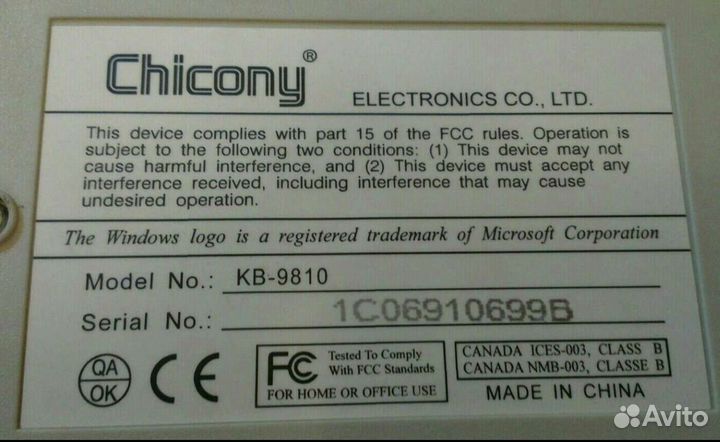 Chicony®
ELECTRONICS CO., LTD.
This device complies with part 15 of the FCC rules. Operation is
subject to the following two conditions: (1) This device may not
cause harmful interference, and (2) This device must accept any
interference received, including interference that may cause
undesired operation.
The Windows logo is a registered trademark of Microsoft Corporation
Model No.: KB-9810
Serial No.: 1C06910699B
QA
OK
CE
FC Tested To Comply
With FCC Standards
FOR HOME OR OFFICE USE
CANADA ICES-003, CLASS B
CANADA NMB-003, CLASSE B
MADE IN CHINA
Avito